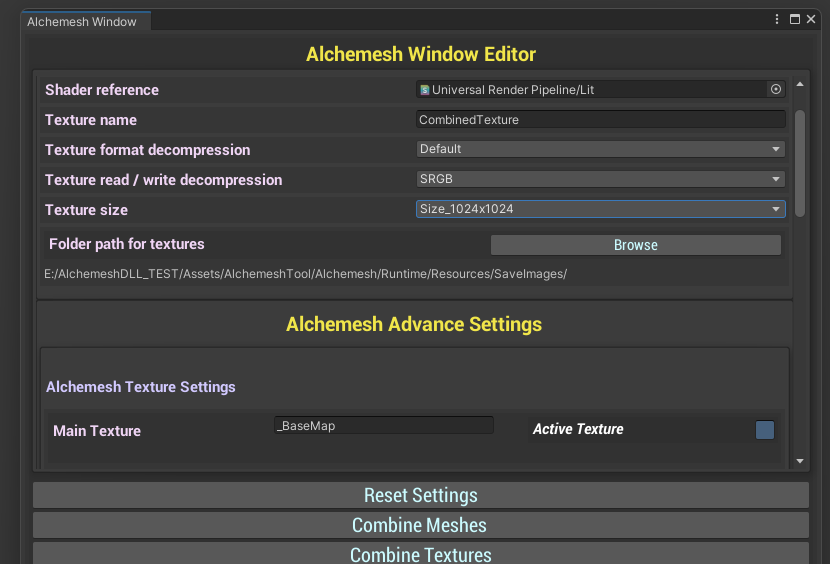 Alchemesh Window
Alchemesh Window Editor
Shader reference
Universal Render Pipeline/Lit
Texture name
CombinedTexture
Texture format decompression
Default
Texture read / write decompression
SRGB
Texture size
Size_1024x1024
Folder path for textures
Browse
E:/AlchemeshDLL_TEST/Assets/AlchemeshTool/Alchemesh/Runtime/Resources/SaveImages/
Alchemesh Advance Settings
Alchemesh Texture Settings
Main Texture
_BaseMap
Active Texture
Reset Settings
Combine Meshes
Combine Textures